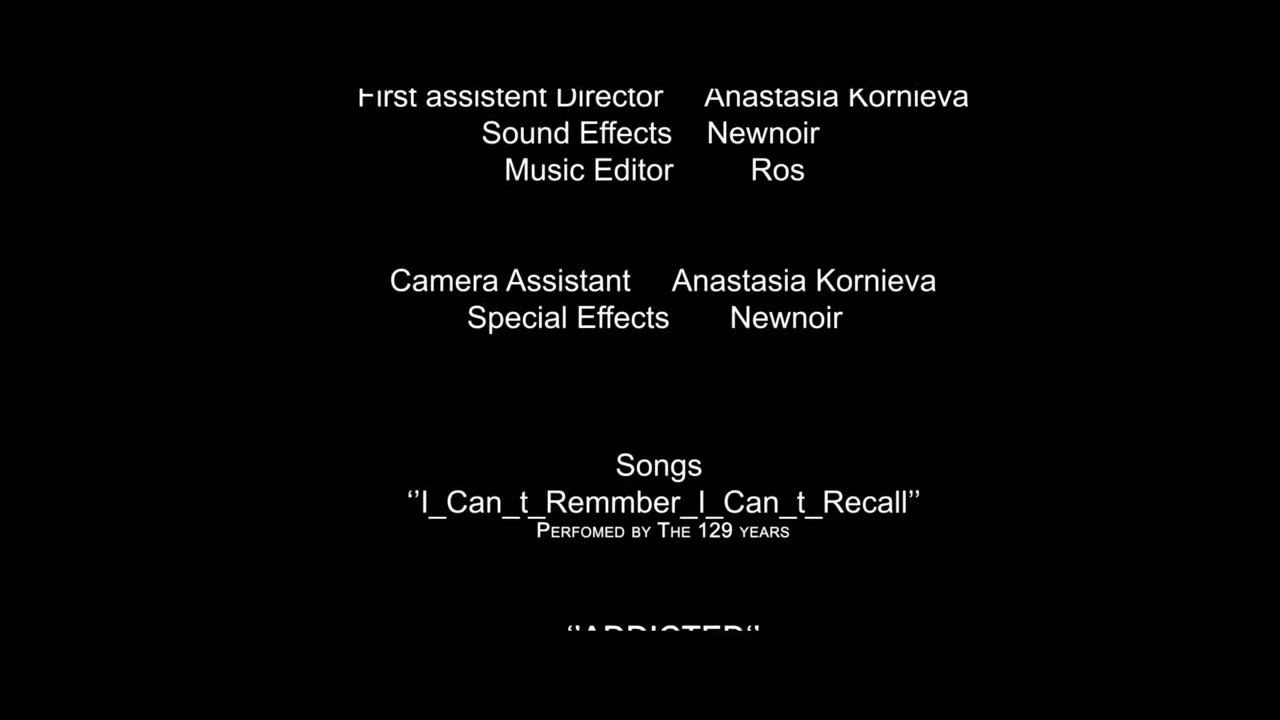 First assistent Director Anastasia Kornieva
Sound Effects Newnoir
Music Editor Ros
Camera Assistant Anastasia Kornieva
Special Effects Newnoir
Songs
‘’I_Can_t_Remmber_I_Can_t_Recall’’
Perfomed by The 129 years
‘’ADDICTED‘’